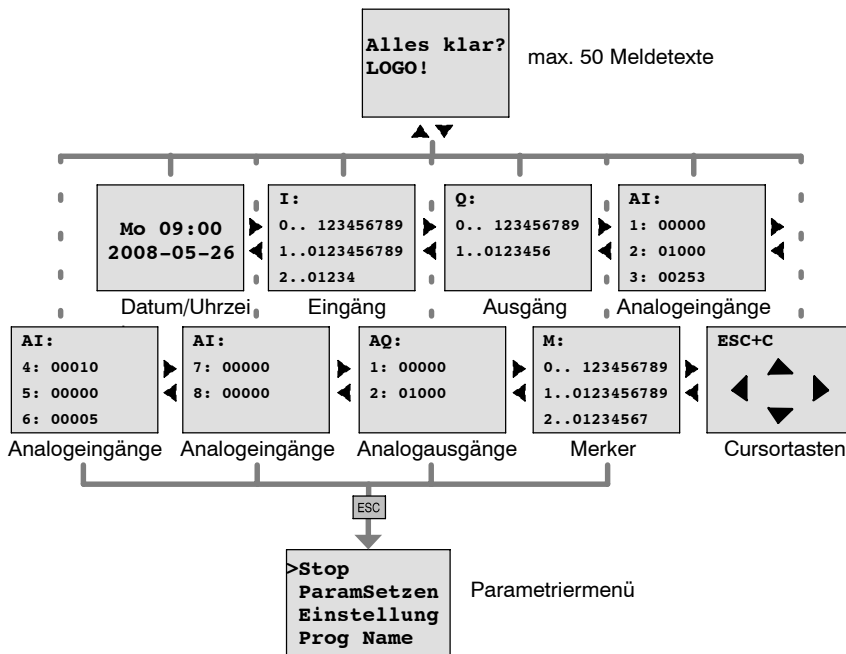 Alles klar?
LOGO!
max. 50 Meldetexte
Mo 09:00
2008-05-26
Datum/Uhrzei
I:
0.. 123456789
1..0123456789
2..01234
Eingäng
Q:
0.. 123456789
1..0123456
Ausgäng
AI:
1: 00000
2: 01000
3: 00253
Analogeingänge
AI:
4: 00010
5: 00000
6: 00005
Analogeingänge
AI:
7: 00000
8: 00000
Analogeingänge
AQ:
1: 00000
2: 01000
Analogausgänge
M:
0.. 123456789
1..0123456789
2..01234567
Merker
ESC+C
Cursortasten
ESC
>Stop
ParamSetzen
Einstellung
Prog Name
Parametriermenü